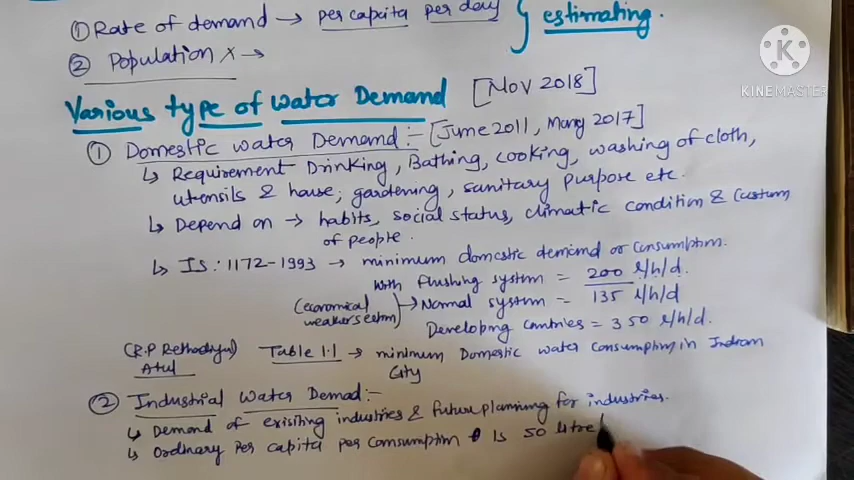 ① Rate of demand → per capita per day
② Population × →
} estimating.
K
KINEMASTER
Various type of Water Demand [Nov 2018]
① Domestic water Demand :- [June 2011, May 2017]
↳ Requirement - Drinking, Bathing, cooking, washing of cloth,
utensils & house, gardening, sanitary purpose etc.
↳ Depend on → habits, social status, climatic condition & Custum
of people.
↳ IS : 1172-1993 → minimum domestic demand or consumption.
With flushing system = 200 l/h/d.
(economical weaker section) → Normal system = 135 l/h/d
Developing countries = 350 l/h/d.
Atul Table 1.1 → minimum Domestic water consumption in Indian
City
② Industrial Water Demad :-
↳ Demand of exisiting industries & future planning for industries.
↳ Ordinary Per capita per consumption is 50 litre